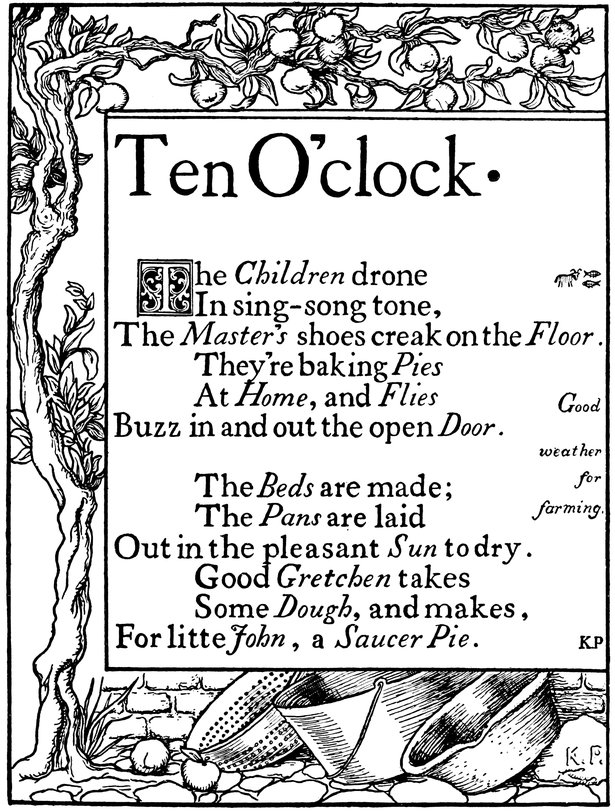 Ten O'clock.
The Children drone
In sing-song tone,
The Master's shoes creak on the Floor.
They're baking Pies
At Home, and Flies
Buzz in and out the open Door.
Good
weather
for
farming.
The Beds are made;
The Pans are laid
Out in the pleasant Sun to dry.
Good Gretchen takes
Some Dough, and makes,
For litte John, a Saucer Pie.
K.P
K.P.